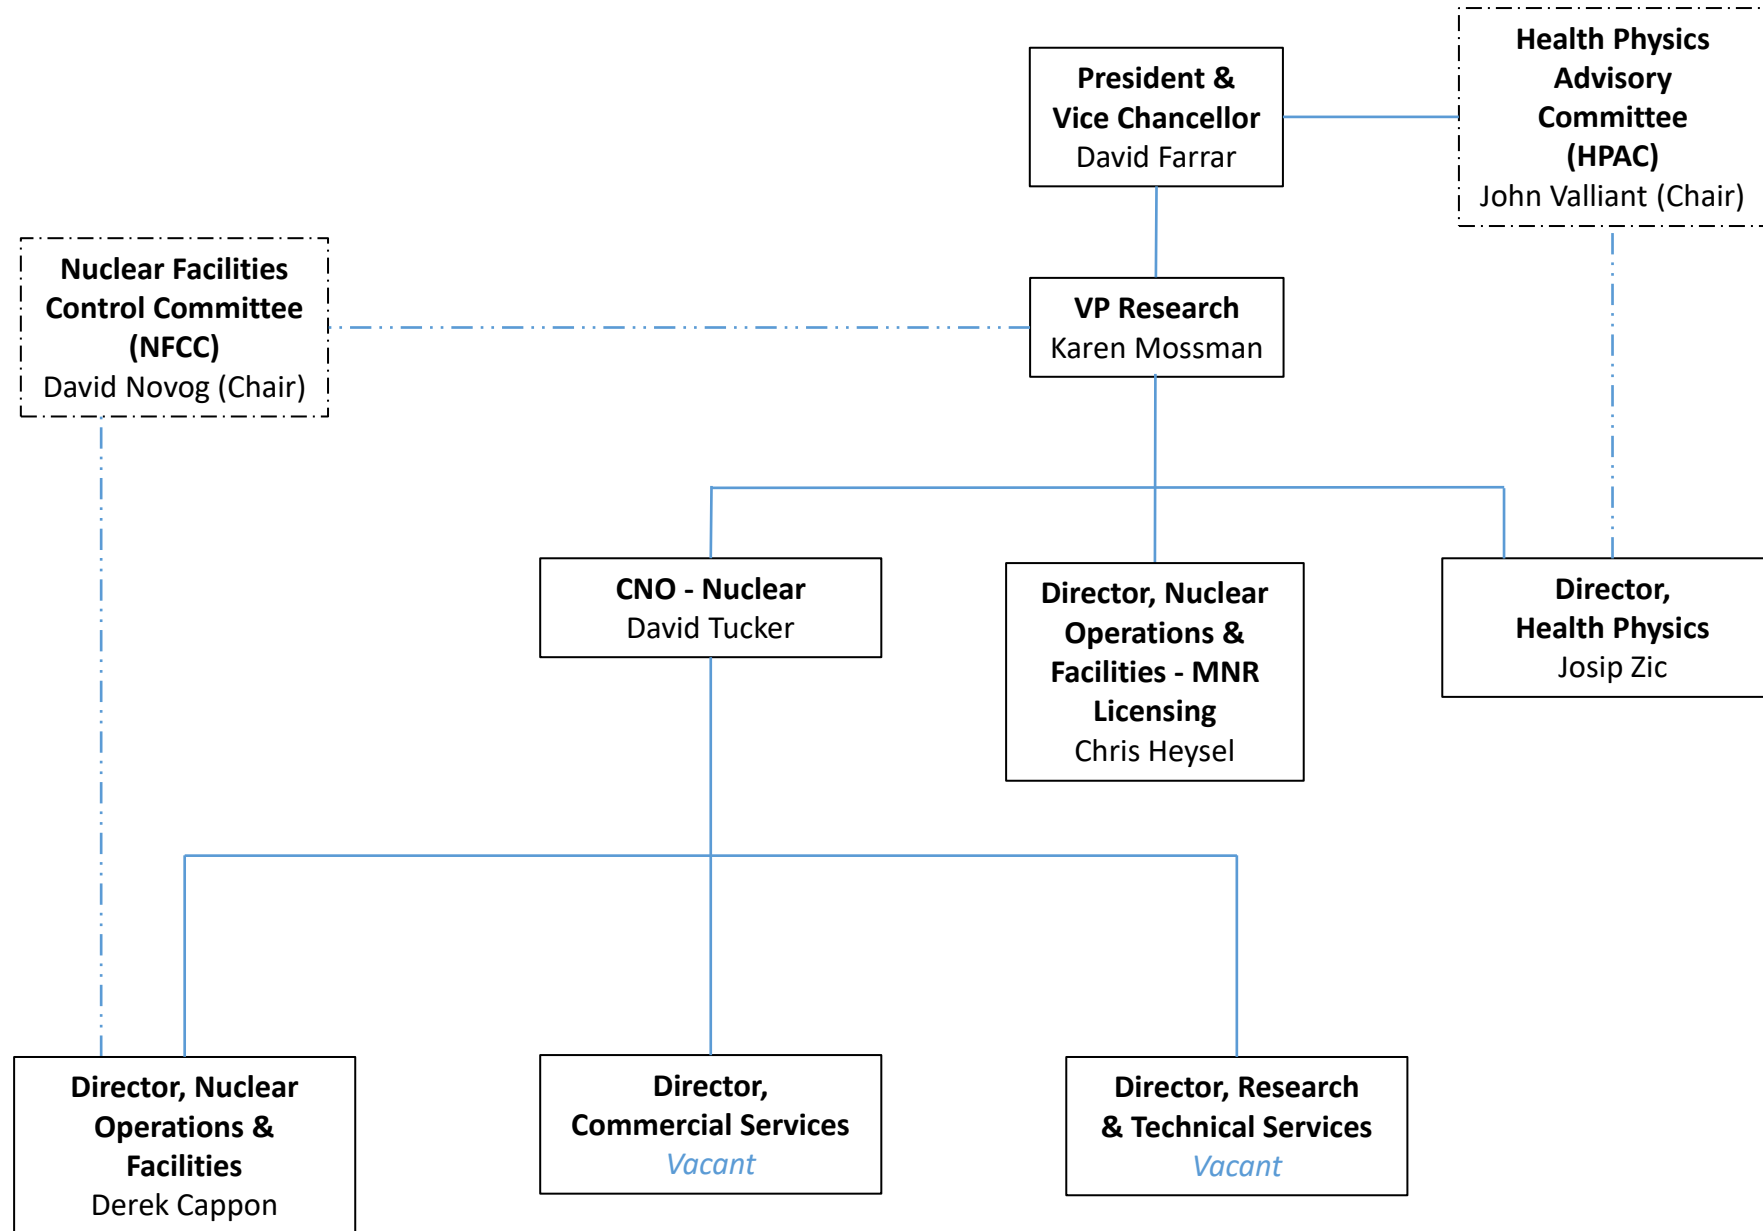 President &
Vice Chancellor
David Farrar
Health Physics
Advisory
Committee
(HPAC)
John Valliant (Chair)
Nuclear Facilities
Control Committee
(NFCC)
David Novog (Chair)
VP Research
Karen Mossman
CNO - Nuclear
David Tucker
Director, Nuclear
Operations &
Facilities - MNR
Licensing
Chris Heysel
Director,
Health Physics
Josip Zic
Director, Nuclear
Operations &
Facilities
Derek Cappon
Director,
Commercial Services
Vacant
Director, Research
& Technical Services
Vacant